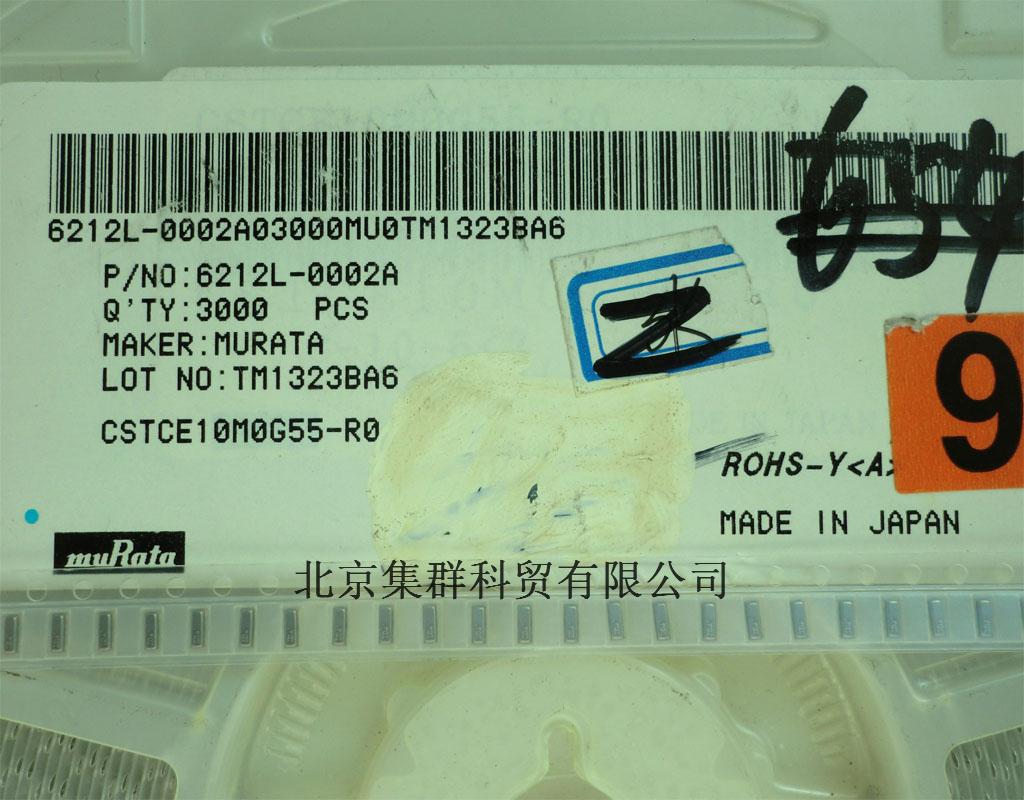 6212L-0002A03000MU0TM1323BA6
P/NO:6212L-0002A
Q'TY:3000 PCS
MAKER:MURATA
LOT NO:TM1323BA6
CSTCE10M0G55-R0
Z
9
ROHS-Y<A>
MADE IN JAPAN
muRata
北京集群科贸有限公司